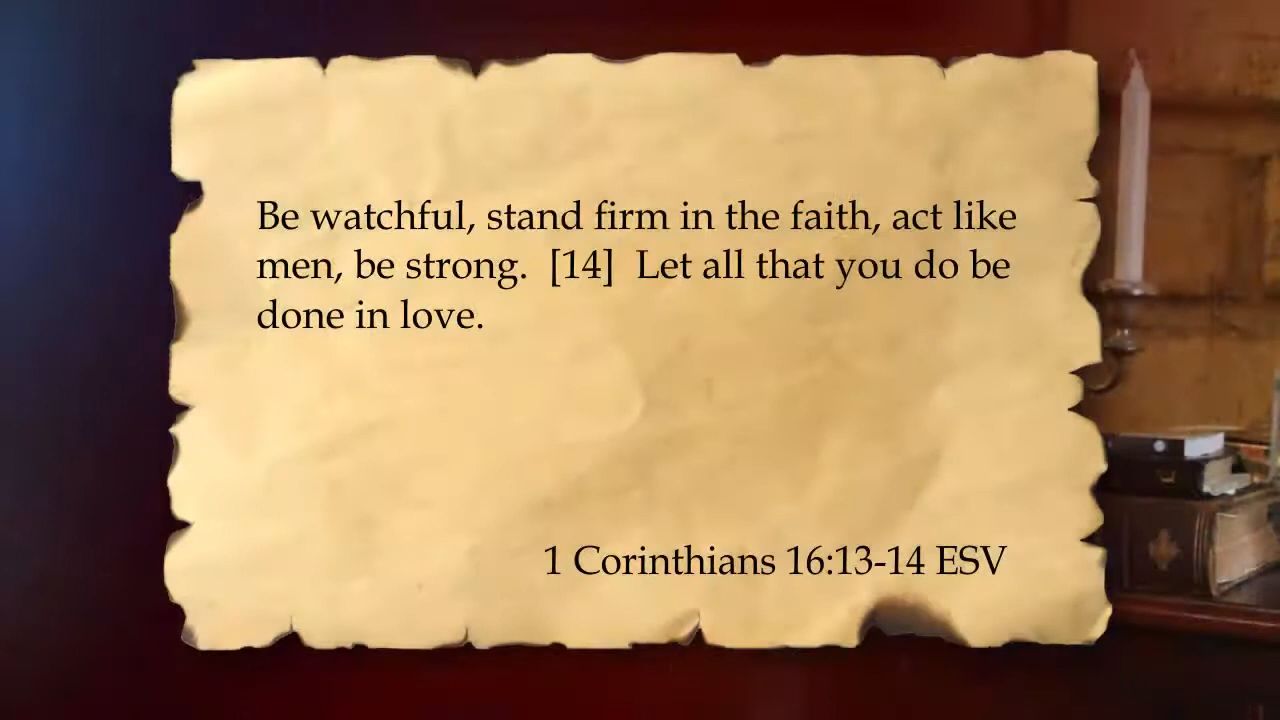 Be watchful, stand firm in the faith, act like
men, be strong.  [14]  Let all that you do be
done in love.
1 Corinthians 16:13-14 ESV